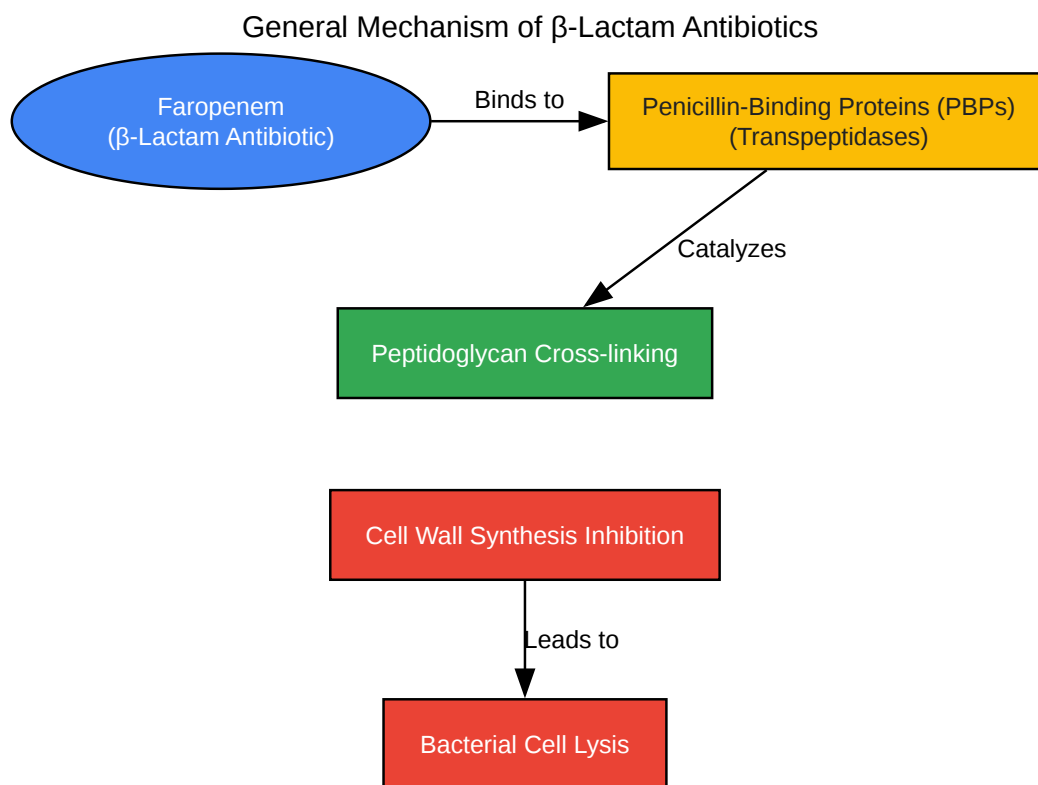 General Mechanism of β-Lactam Antibiotics
Faropenem
(β-Lactam Antibiotic)
Binds to
Penicillin-Binding Proteins (PBPs)
(Transpeptidases)
Catalyzes
Peptidoglycan Cross-linking
Cell Wall Synthesis Inhibition
Leads to
Bacterial Cell Lysis